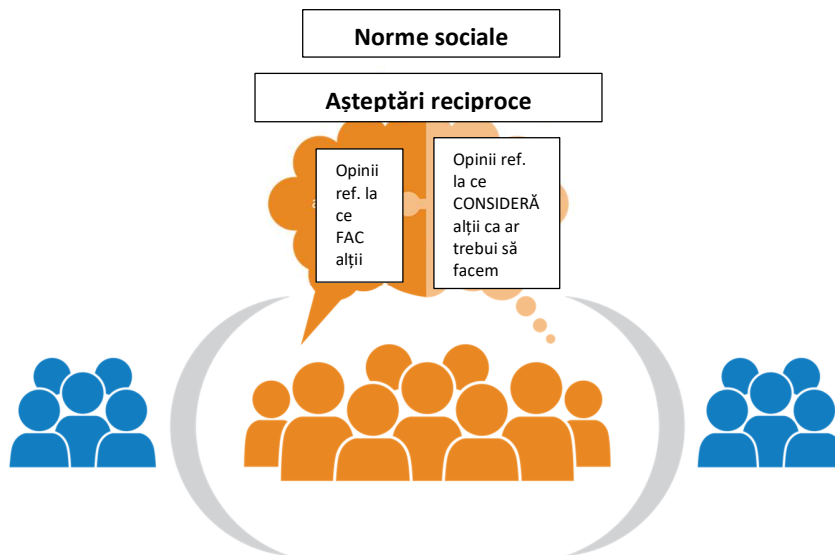 Norme sociale
Așteptări reciproce
Opinii
ref. la
ce
FAC
alții
Opinii ref.
la ce
CONSIDERĂ
alții ca ar
trebui să
facem